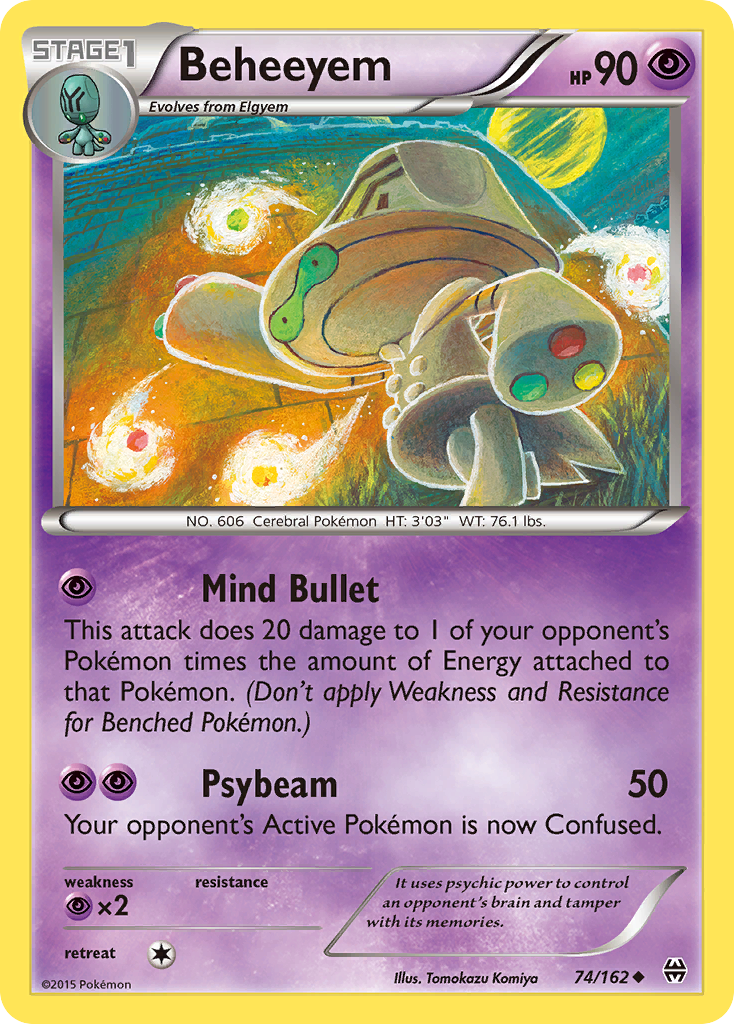 STAGE1
Beheeyem
HP 90
Evolves from Elgyem
NO. 606 Cerebral Pokémon HT: 3'03" WT: 76.1 lbs.
Mind Bullet
This attack does 20 damage to 1 of your opponent's
Pokémon times the amount of Energy attached to
that Pokémon. (Don't apply Weakness and Resistance
for Benched Pokémon.)
Psybeam 50
Your opponent's Active Pokémon is now Confused.
weakness resistance
×2
It uses psychic power to control
an opponent's brain and tamper
with its memories.
retreat
©2015 Pokémon
Illus. Tomokazu Komiya
74/162